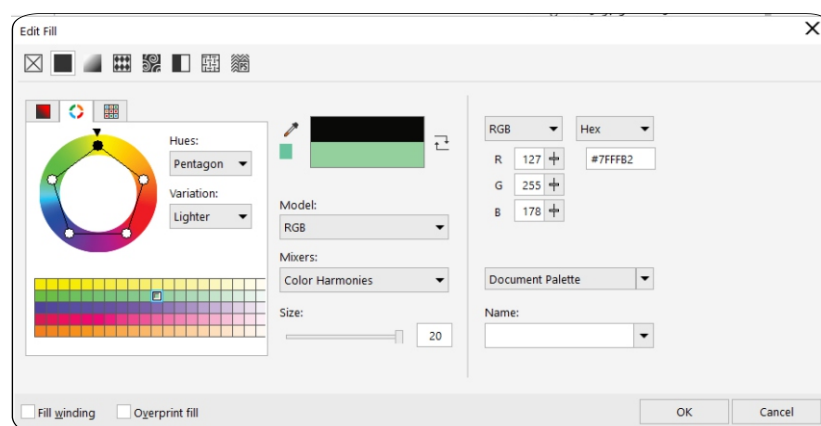 Edit Fill
PS
Hues:
Pentagon
Variation:
Lighter
Model:
RGB
Mixers:
Color Harmonies
Size:
20
RGB
Hex
R 127
#7FFFB2
G 255
B 178
Document Palette
Name:
Fill winding
Overprint fill
OK
Cancel